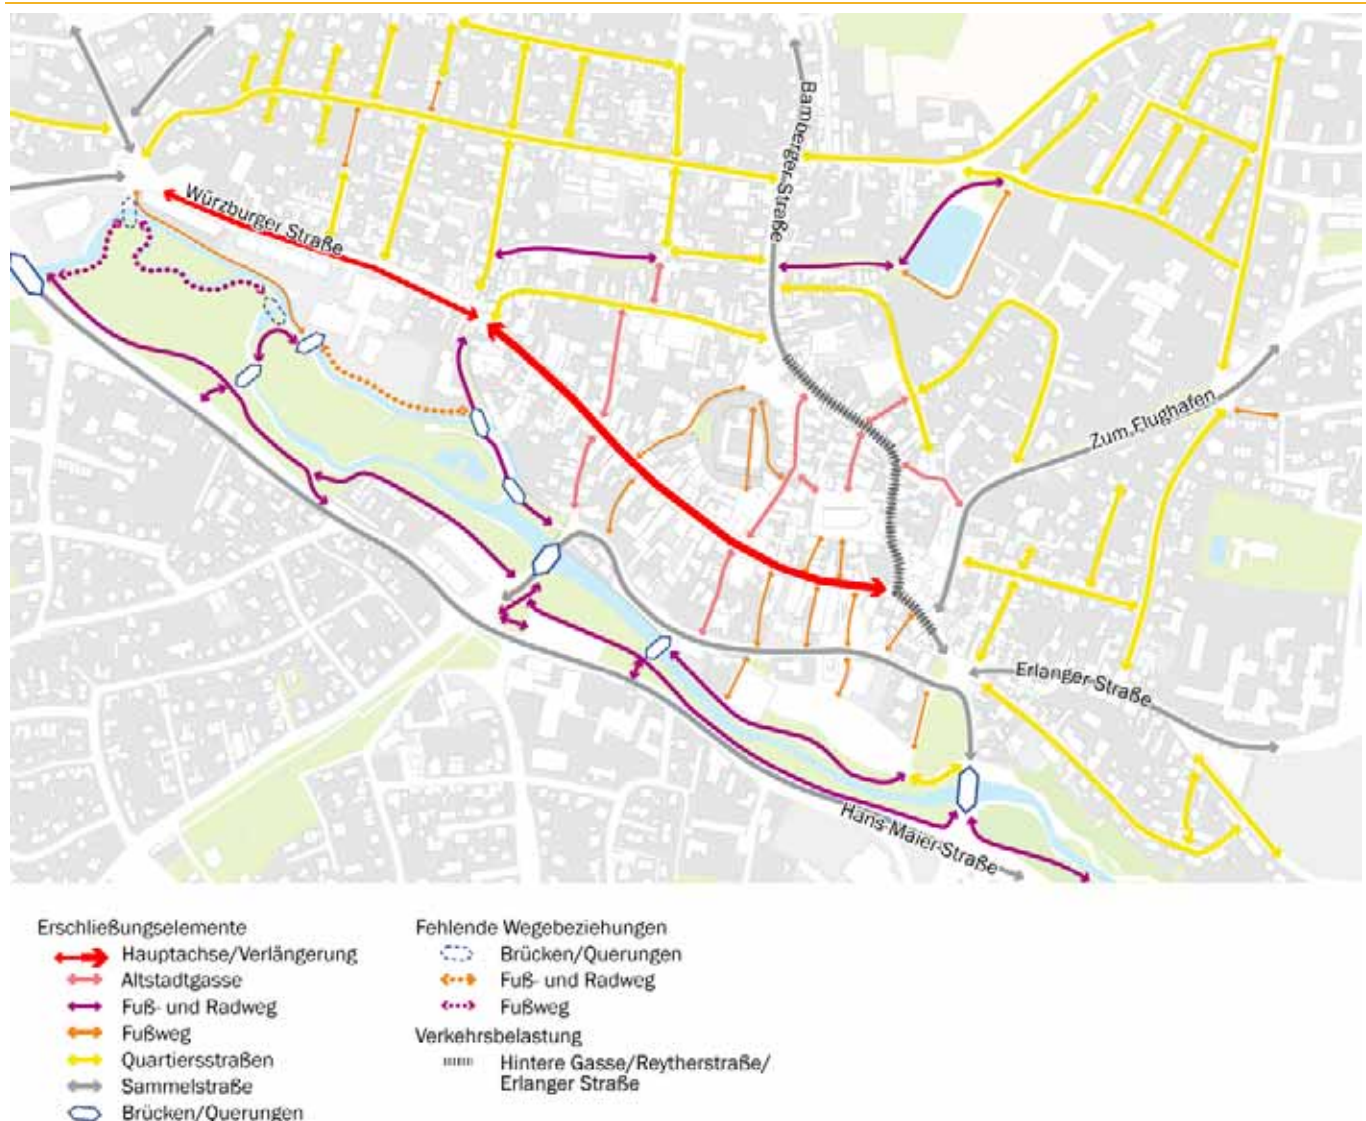 Bamberger Straße
Würzburger Straße
Zum Flughafen
Erlanger Straße
Hans-Maier-Straße
Erschließungselemente
Hauptachse/Verlängerung
Altstadtgasse
Fuß- und Radweg
Fußweg
Quartiersstraßen
Sammelstraße
Brücken/Querungen
Fehlende Wegebeziehungen
Brücken/Querungen
Fuß- und Radweg
Fußweg
Verkehrsbelastung
Hintere Gasse/Reytherstraße/
Erlanger Straße